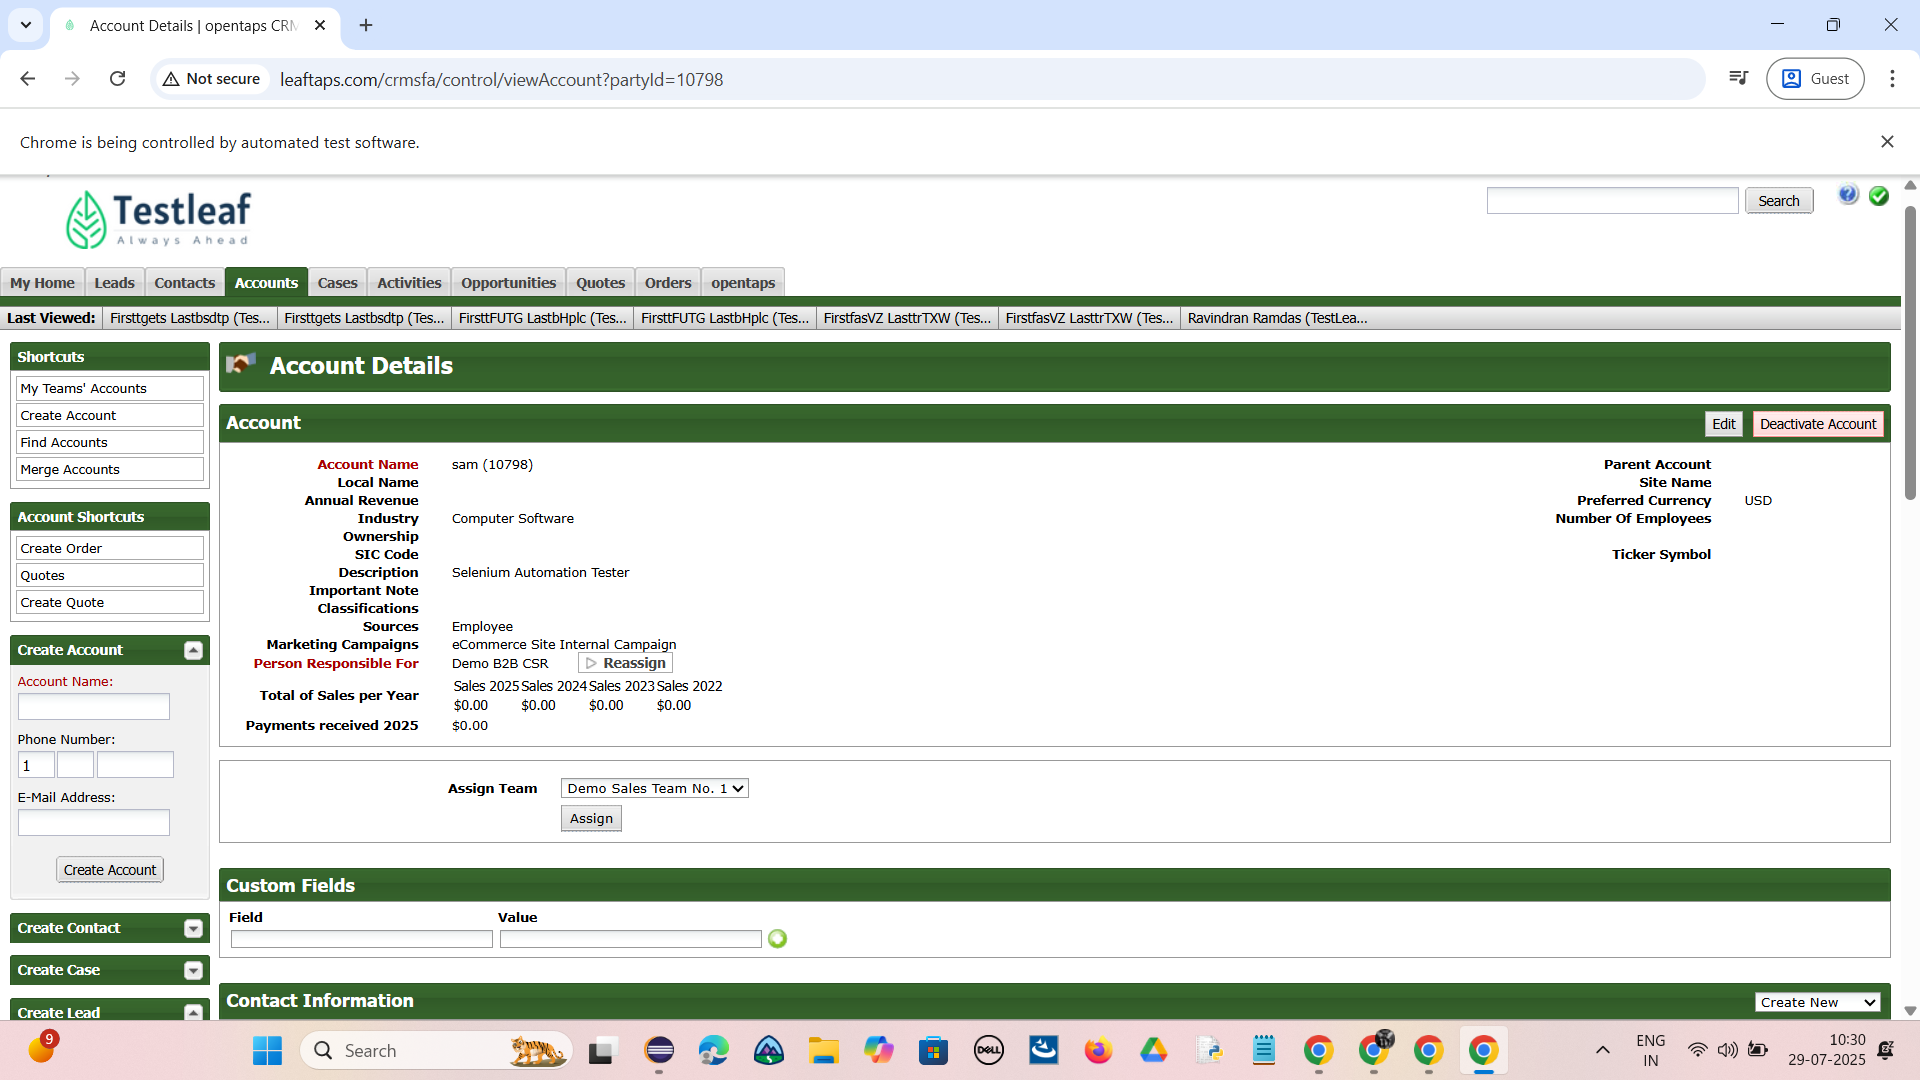 Account Details | opentaps CRM
Not secure
leaftaps.com/crmsfa/control/viewAccount?partyId=10798
Guest
Chrome is being controlled by automated test software.
Testleaf
Always Ahead
Search
My Home
Leads
Contacts
Accounts
Cases
Activities
Opportunities
Quotes
Orders
opentaps
Last Viewed:
Firsttgets Lastbsdtp (Tes...
Firsttgets Lastbsdtp (Tes...
FirsttFUTG LastbHplc (Tes...
FirsttFUTG LastbHplc (Tes...
FirstfasVZ LasttrTXW (Tes...
FirstfasVZ LasttrTXW (Tes...
Ravindran Ramdas (TestLea...
Shortcuts
My Teams' Accounts
Create Account
Find Accounts
Merge Accounts
Account Shortcuts
Create Order
Quotes
Create Quote
Create Account
Account Name:
Phone Number:
1
E-Mail Address:
Create Account
Create Contact
Create Case
Create Lead
Account Details
Account
Edit
Deactivate Account
Account Name sam (10798)
Local Name
Annual Revenue
Industry Computer Software
Ownership
SIC Code
Description Selenium Automation Tester
Important Note
Classifications
Sources Employee
Marketing Campaigns eCommerce Site Internal Campaign
Person Responsible For Demo B2B CSR Reassign
Total of Sales per Year
Sales 2025 Sales 2024 Sales 2023 Sales 2022
$0.00 $0.00 $0.00 $0.00
Payments received 2025 $0.00
Parent Account
Site Name
Preferred Currency USD
Number Of Employees
Ticker Symbol
Assign Team Demo Sales Team No. 1
Assign
Custom Fields
Field Value
Contact Information
Create New
9
Search
DELL
ENG
IN
10:30
29-07-2025